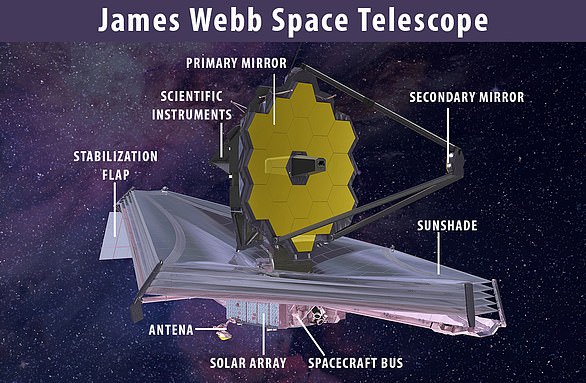 James Webb Space Telescope
PRIMARY MIRROR
SCIENTIFIC
INSTRUMENTS
SECONDARY MIRROR
STABILIZATION
FLAP
SUNSHADE
ANTENA
SOLAR ARRAY
SPACECRAFT BUS